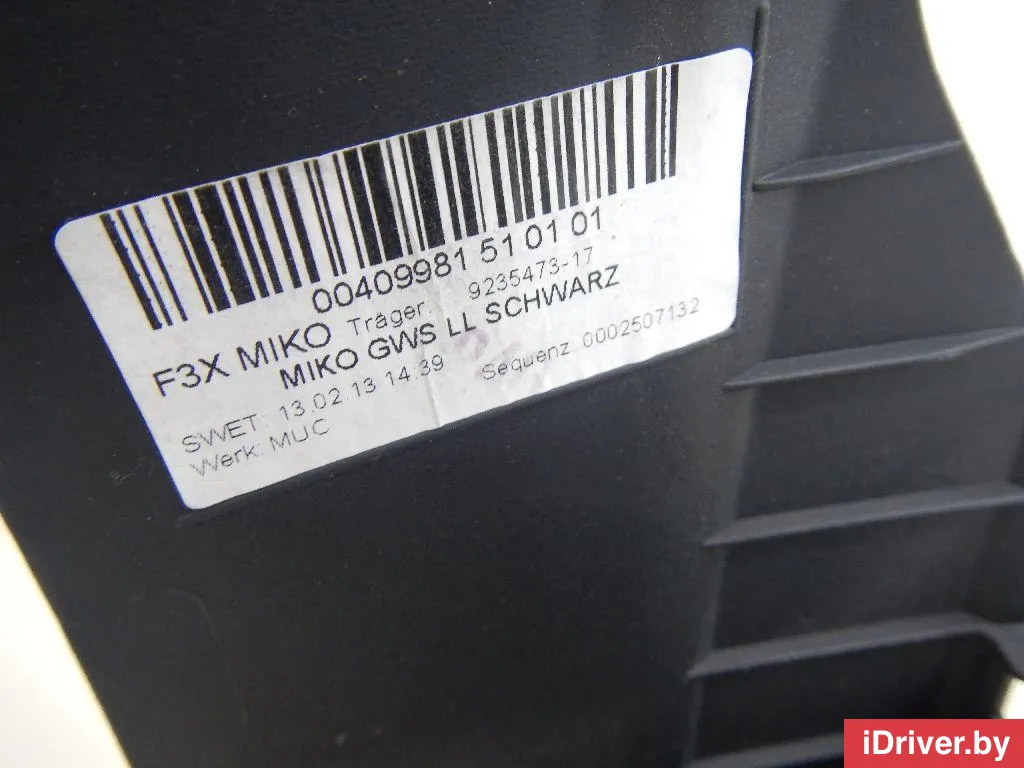 00409981 51 01 01
F3X MIKO Träger: 9235473-17
MIKO GWS LL SCHWARZ
SWET: 13.02.13 14:39 Sequenz 0002507132
Werk: MUC
iDriver.by